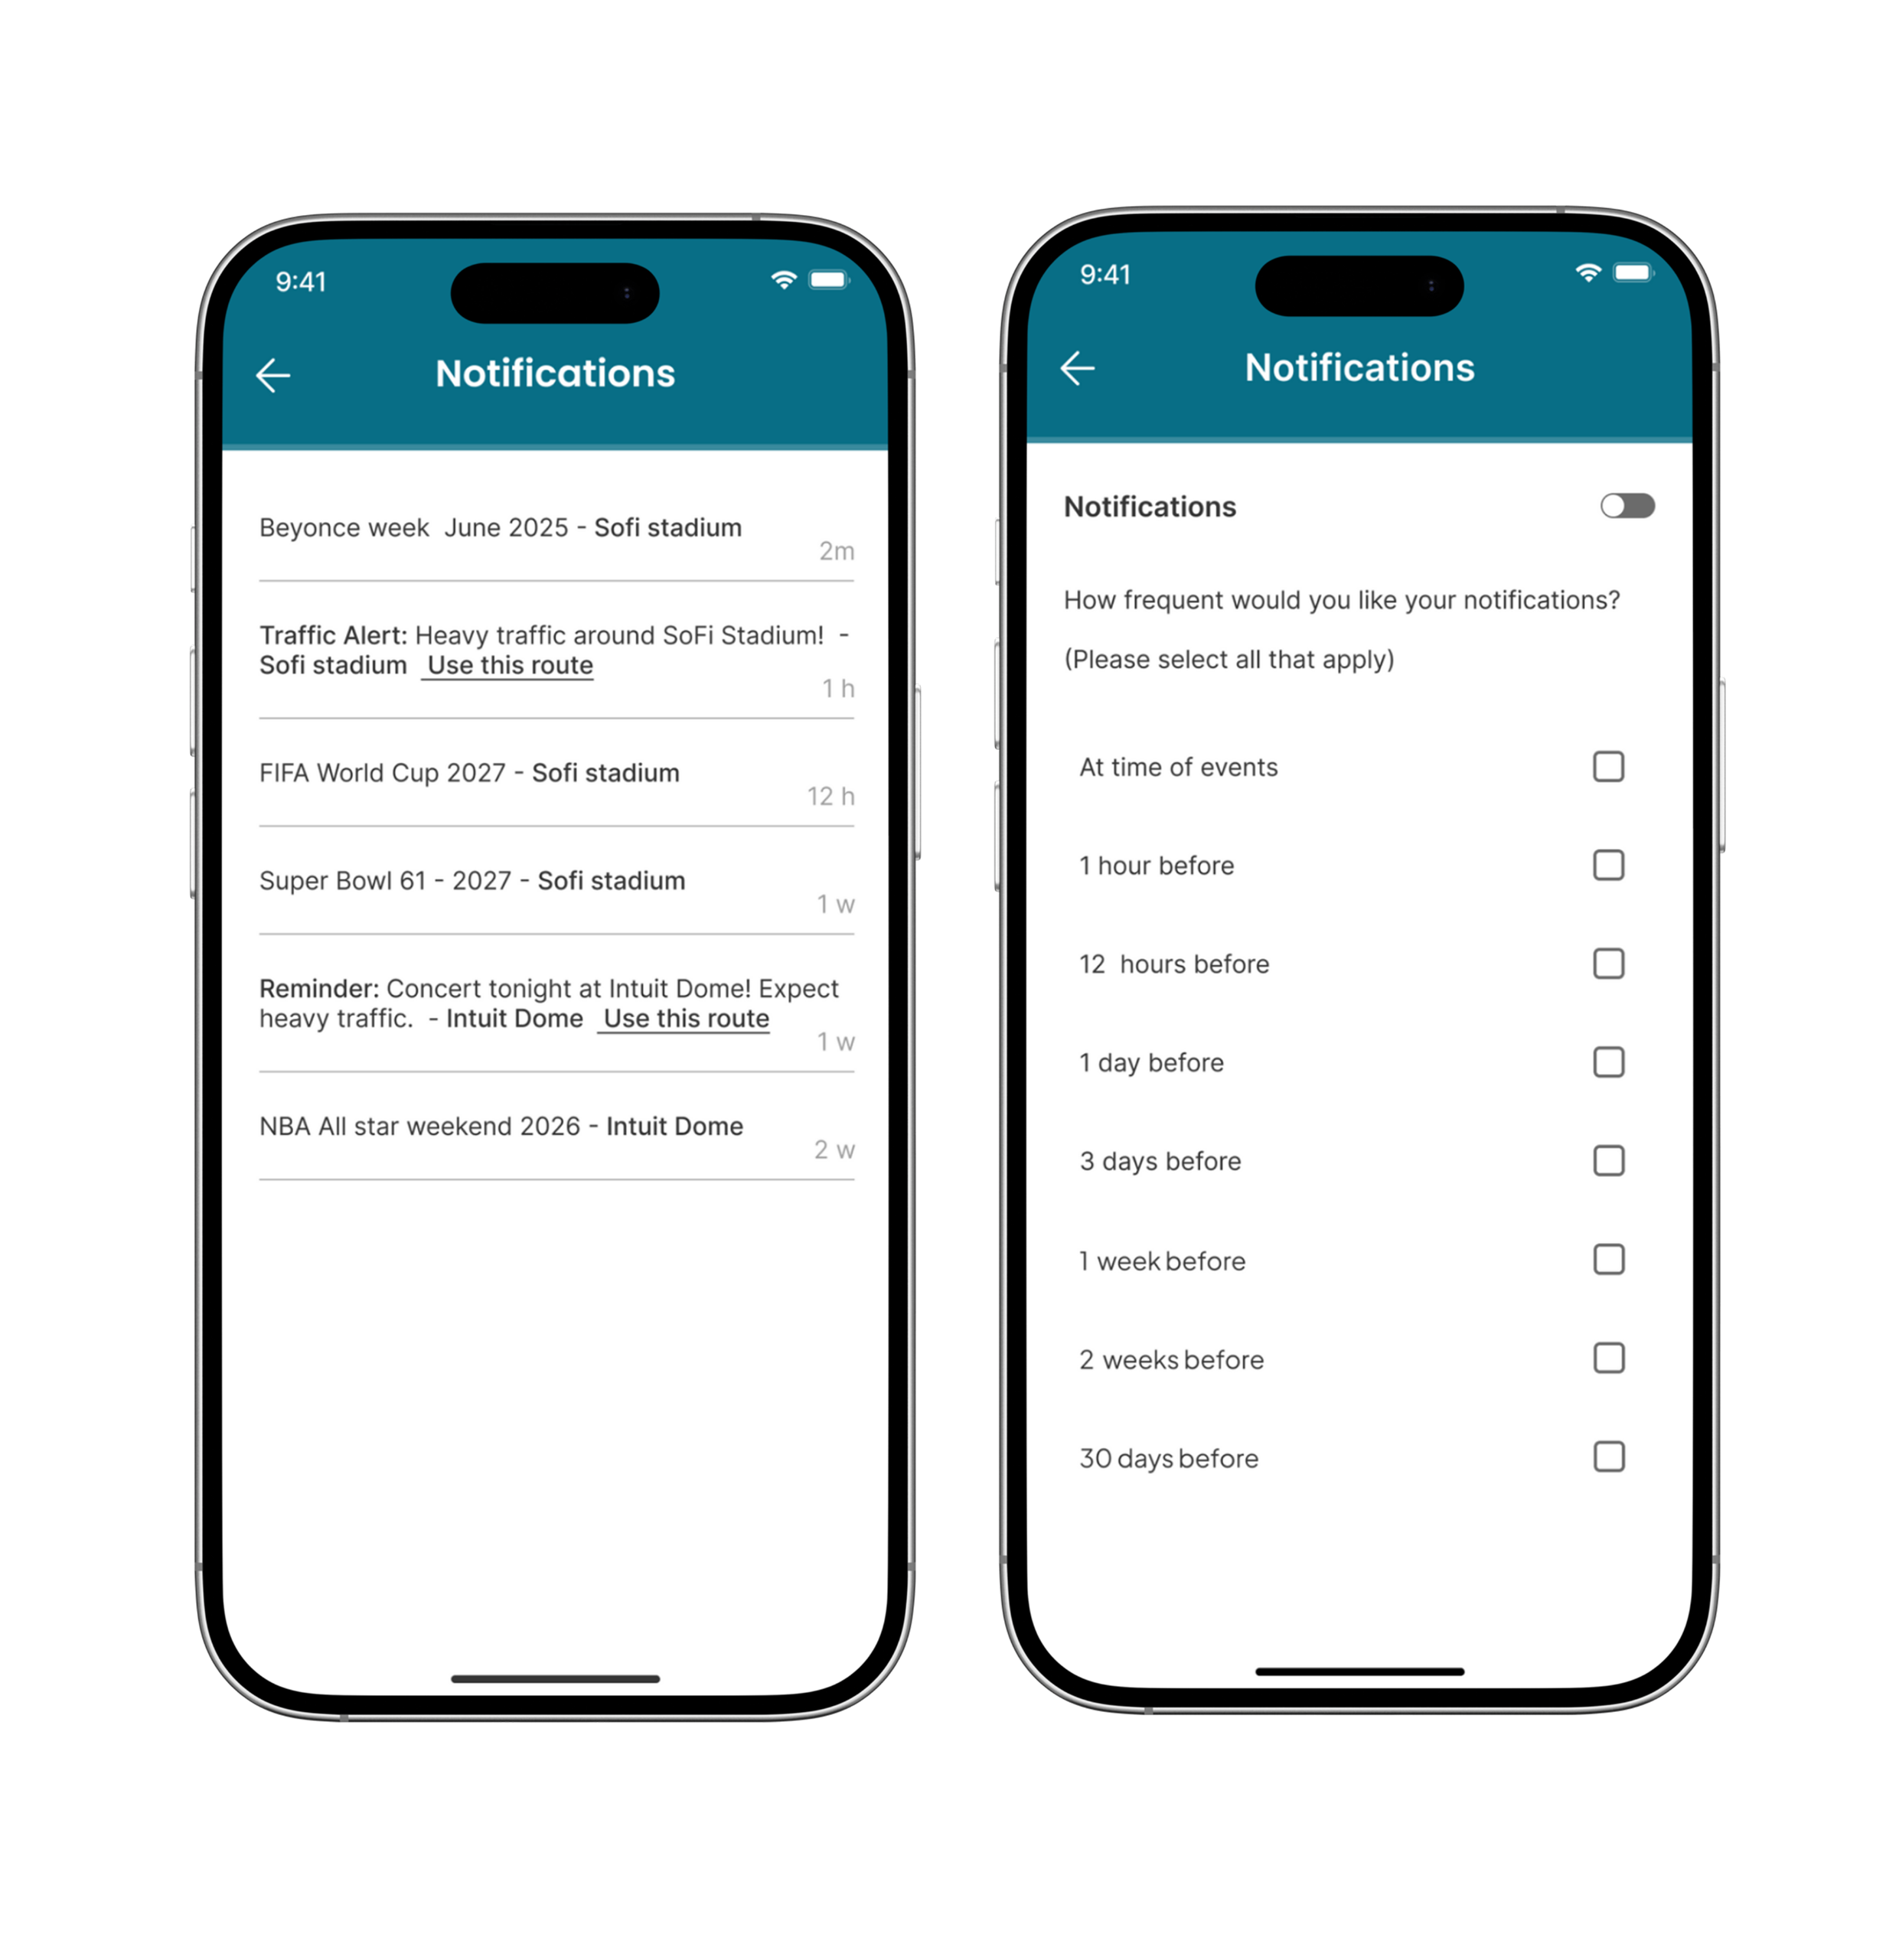 9:41
Notifications
Beyonce week  June 2025 - Sofi stadium
2m
Traffic Alert: Heavy traffic around SoFi Stadium!  -
Sofi stadium   Use this route
1 h
FIFA World Cup 2027 - Sofi stadium
12 h
Super Bowl 61 - 2027 - Sofi stadium
1 w
Reminder: Concert tonight at Intuit Dome! Expect
heavy traffic.  - Intuit Dome   Use this route
1 w
NBA All star weekend 2026 - Intuit Dome
2 w
9:41
Notifications
Notifications
How frequent would you like your notifications?
(Please select all that apply)
At time of events
1 hour before
12  hours before
1 day before
3 days before
1 week before
2 weeks before
30 days before